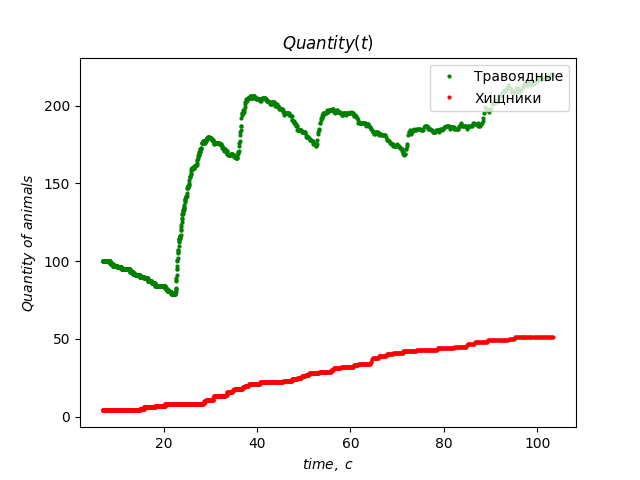 Quantity(t)
Травоядные
Хищники
Quantity of animals
200
150
100
50
0
20 40 60 80 100
time, c